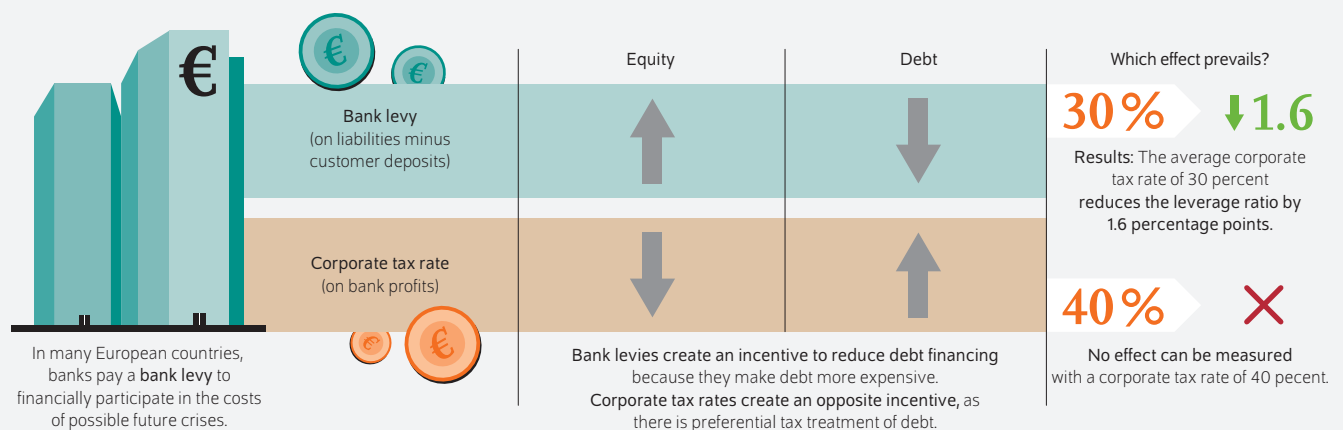 €
€
€
Bank levy
(on liabilities minus
customer deposits)
Equity
Debt
Corporate tax rate
(on bank profits)
€
€
In many European countries,
banks pay a bank levy to
financially participate in the costs
of possible future crises.
Bank levies create an incentive to reduce debt financing
because they make debt more expensive.
Corporate tax rates create an opposite incentive, as
there is preferential tax treatment of debt.
Which effect prevails?
30 % 1.6
Results: The average corporate
tax rate of 30 percent
reduces the leverage ratio by
1.6 percentage points.
40 %
No effect can be measured
with a corporate tax rate of 40 pecent.